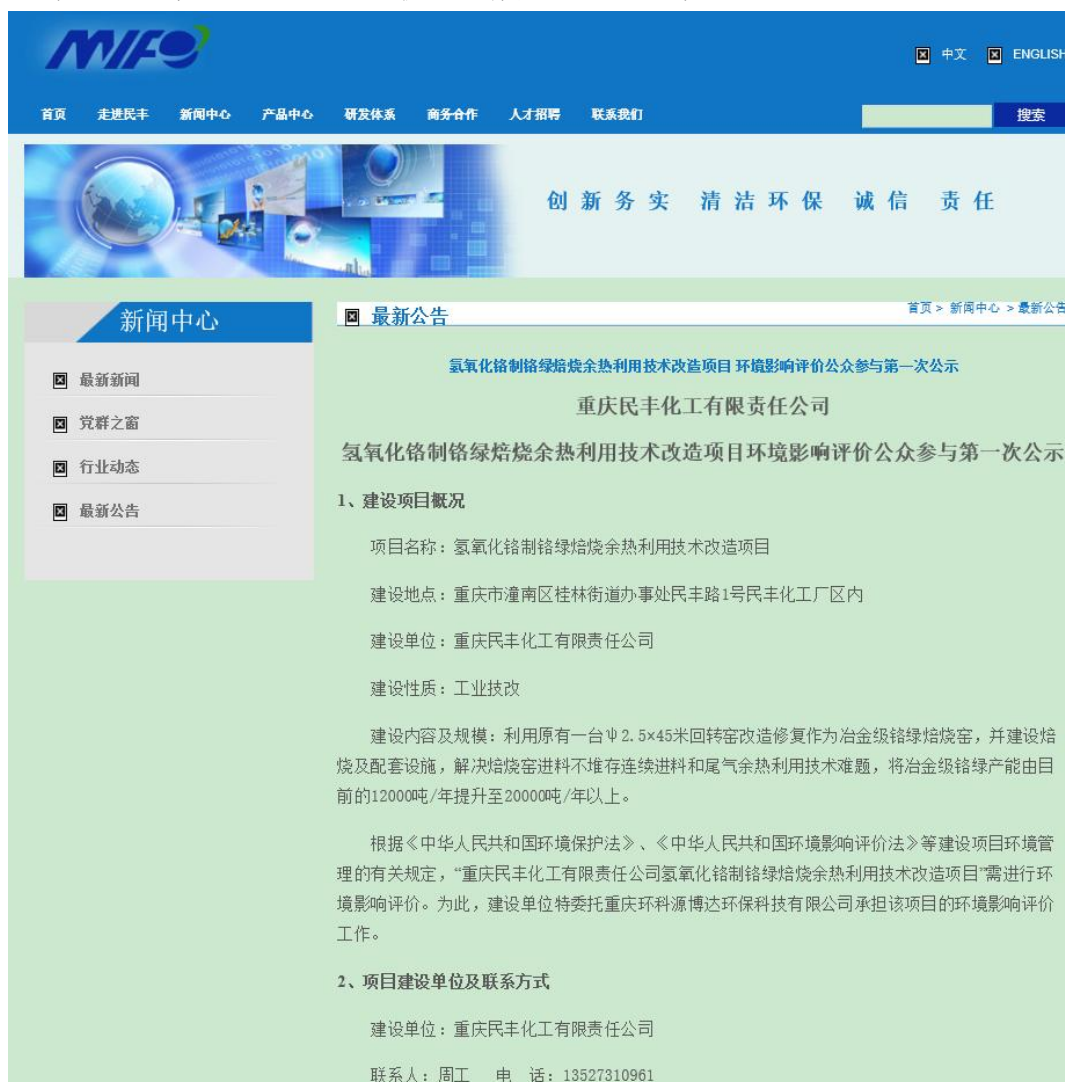 MIFO
中文 ENGLISH
首页 走进民丰 新闻中心 产品中心 研发体系 商务合作 人才招聘 联系我们 搜索
创新务实 清洁环保 诚信 责任
新闻中心
最新新闻
党群之窗
行业动态
最新公告
最新公告
首页 > 新闻中心 > 最新公告
氢氧化铬制铬绿焙烧余热利用技术改造项目 环境影响评价公众参与第一次公示
重庆民丰化工有限责任公司
氢氧化铬制铬绿焙烧余热利用技术改造项目环境影响评价公众参与第一次公示
1、建设项目概况
项目名称：氢氧化铬制铬绿焙烧余热利用技术改造项目
建设地点：重庆市潼南区桂林街道办事处民丰路1号民丰化工厂区内
建设单位：重庆民丰化工有限责任公司
建设性质：工业技改
建设内容及规模：利用原有一台ψ2.5×45米回转窑改造修复作为冶金级铬绿焙烧窑，并建设焙
烧及配套设施，解决焙烧窑进料不堆存连续进料和尾气余热利用技术难题，将冶金级铬绿产能由目
前的12000吨/年提升至20000吨/年以上。
根据《中华人民共和国环境保护法》、《中华人民共和国环境影响评价法》等建设项目环境管
理的有关规定，“重庆民丰化工有限责任公司氢氧化铬制铬绿焙烧余热利用技术改造项目”需进行环
境影响评价。为此，建设单位特委托重庆环科源博达环保科技有限公司承担该项目的环境影响评价
工作。
2、项目建设单位及联系方式
建设单位：重庆民丰化工有限责任公司
联系人：周工 电 话：13527310961